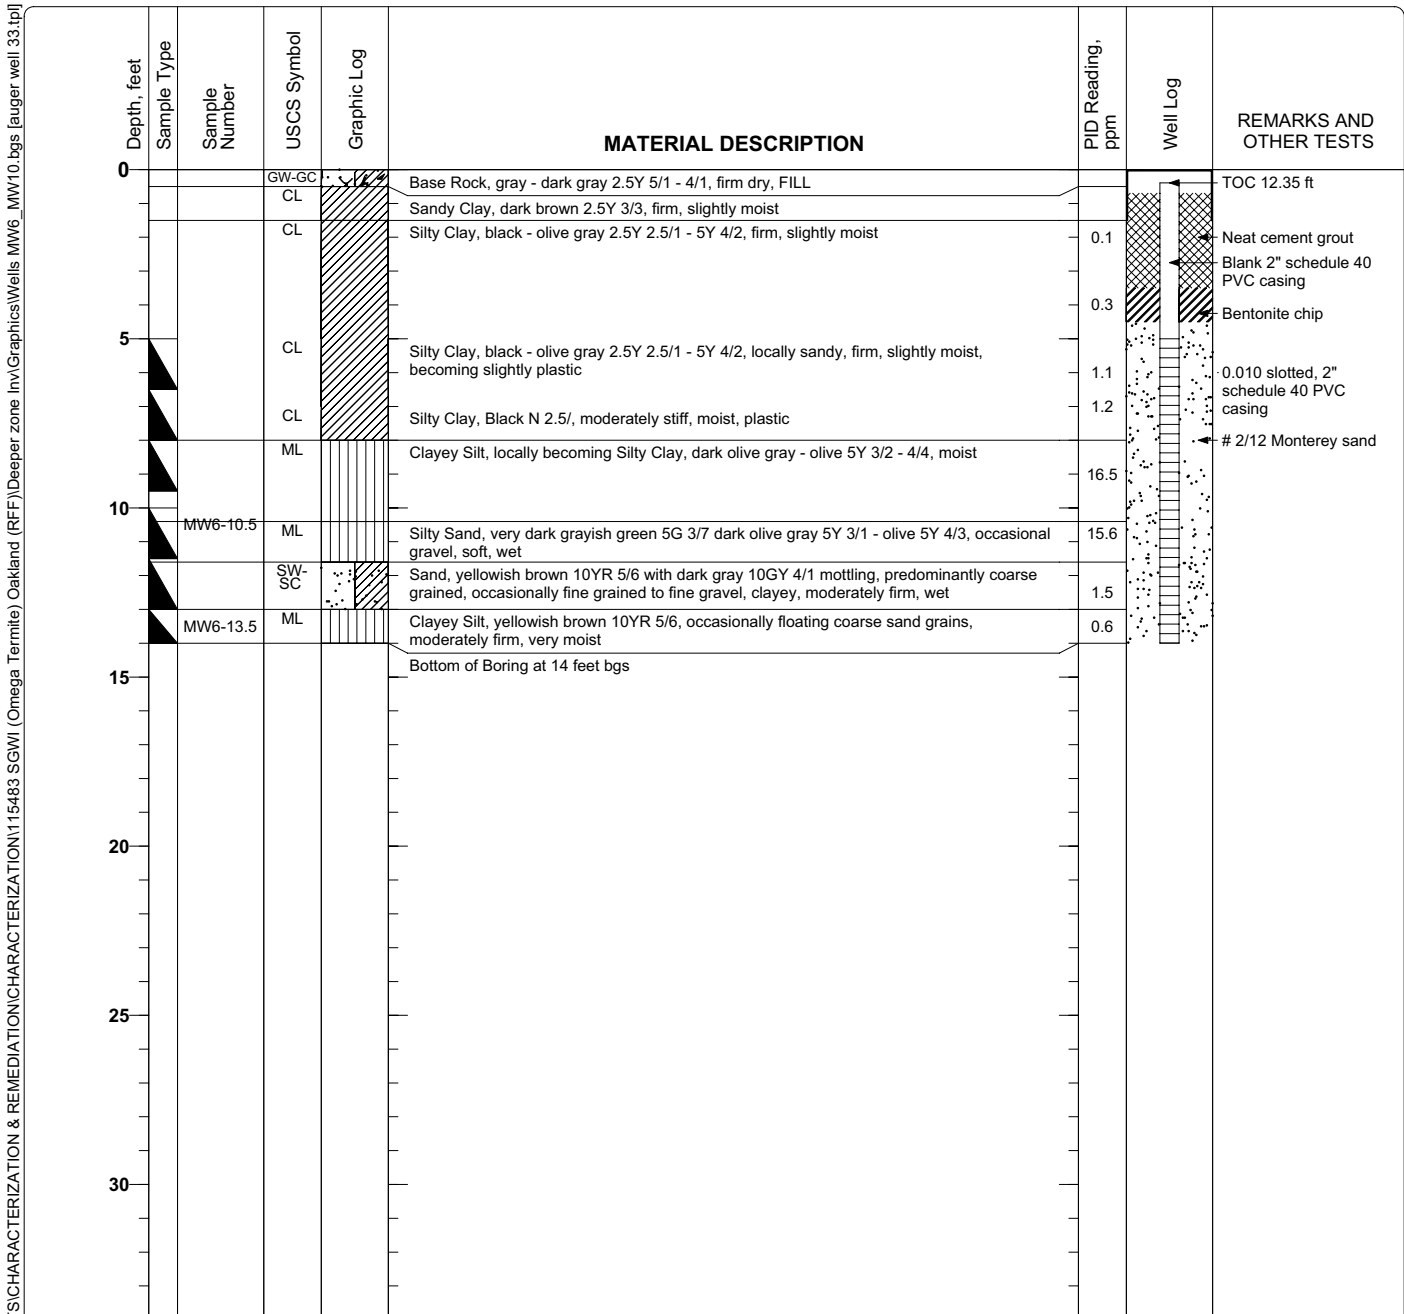 S\CHARACTERIZATION & REMEDIATION\CHARACTERIZATION\115483 SGWI (Omega Termite) Oakland (RFF)\Deeper zone Inv\Graphics\Wells MW6_MW10.bgs [auger well 33.tpl]
Depth, feet
Sample Type
Sample
Number
USCS Symbol
Graphic Log
MATERIAL DESCRIPTION
PID Reading,
ppm
Well Log
REMARKS AND
OTHER TESTS
0
GW-GC
Base Rock, gray - dark gray 2.5Y 5/1 - 4/1, firm dry, FILL
TOC 12.35 ft
CL
Sandy Clay, dark brown 2.5Y 3/3, firm, slightly moist
CL
Silty Clay, black - olive gray 2.5Y 2.5/1 - 5Y 4/2, firm, slightly moist
0.1
Neat cement grout
Blank 2" schedule 40
PVC casing
0.3
Bentonite chip
5
CL
Silty Clay, black - olive gray 2.5Y 2.5/1 - 5Y 4/2, locally sandy, firm, slightly moist,
becoming slightly plastic
1.1
0.010 slotted, 2"
schedule 40 PVC
casing
1.2
CL
Silty Clay, Black N 2.5/, moderately stiff, moist, plastic
# 2/12 Monterey sand
ML
Clayey Silt, locally becoming Silty Clay, dark olive gray - olive 5Y 3/2 - 4/4, moist
16.5
10
MW6-10.5
ML
Silty Sand, very dark grayish green 5G 3/7 dark olive gray 5Y 3/1 - olive 5Y 4/3, occasional
gravel, soft, wet
15.6
SW-
SC
Sand, yellowish brown 10YR 5/6 with dark gray 10GY 4/1 mottling, predominantly coarse
grained, occasionally fine grained to fine gravel, clayey, moderately firm, wet
1.5
MW6-13.5
ML
Clayey Silt, yellowish brown 10YR 5/6, occasionally floating coarse sand grains,
moderately firm, very moist
0.6
Bottom of Boring at 14 feet bgs
15
20
25
30